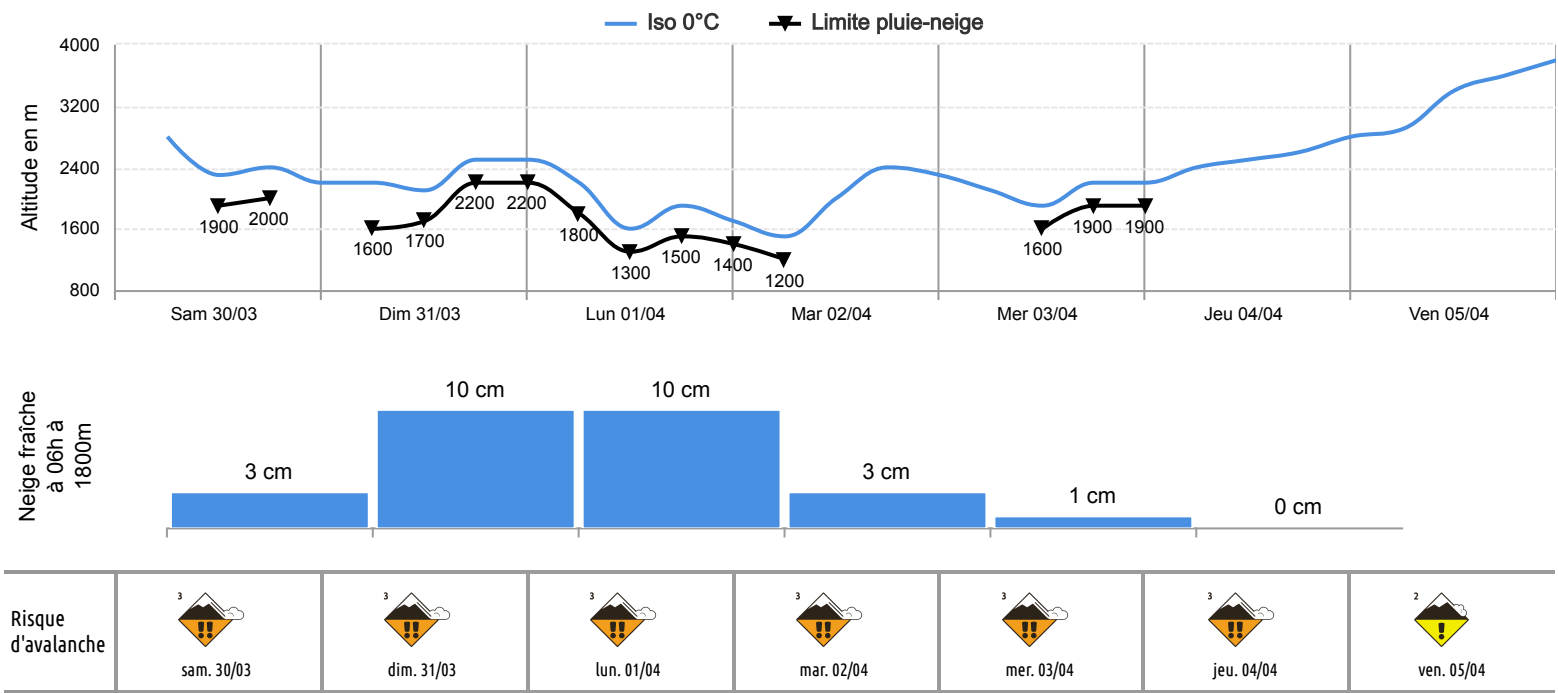 Iso 0°C Limite pluie-neige
Altitude en m
4000
3200
2400
1600
800
1900 2000 1600 1700 2200 2200 1800 1300 1500 1400 1200 1600 1900 1900
Sam 30/03 Dim 31/03 Lun 01/04 Mar 02/04 Mer 03/04 Jeu 04/04 Ven 05/04
Neige fraîche
à 06h à
1800m
3 cm 10 cm 10 cm 3 cm 1 cm 0 cm
Risque
d'avalanche
3 3 3 3 3 3 2
!! !! !! !! !! !! !
sam. 30/03 dim. 31/03 lun. 01/04 mar. 02/04 mer. 03/04 jeu. 04/04 ven. 05/04